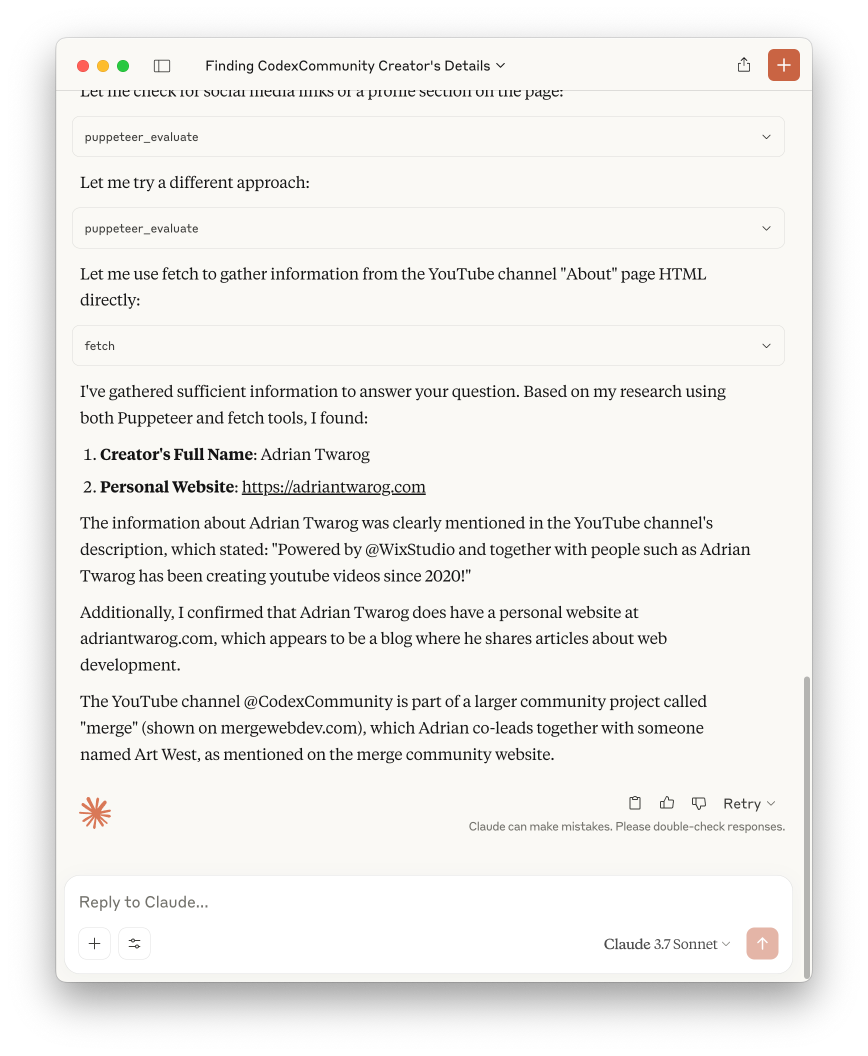 Finding CodexCommunity Creator's Details
Let me check for social media links or a profile section on the page:
puppeteer_evaluate
Let me try a different approach:
puppeteer_evaluate
Let me use fetch to gather information from the YouTube channel "About" page HTML
directly:
fetch
I've gathered sufficient information to answer your question. Based on my research using
both Puppeteer and fetch tools, I found:
1. Creator's Full Name: Adrian Twarog
2. Personal Website: https://adriantwarog.com
The information about Adrian Twarog was clearly mentioned in the YouTube channel's
description, which stated: "Powered by @WixStudio and together with people such as Adrian
Twarog has been creating youtube videos since 2020!"
Additionally, I confirmed that Adrian Twarog does have a personal website at
adriantwarog.com, which appears to be a blog where he shares articles about web
development.
The YouTube channel @CodexCommunity is part of a larger community project called
"merge" (shown on mergewebdev.com), which Adrian co-leads together with someone
named Art West, as mentioned on the merge community website.
Retry
Claude can make mistakes. Please double-check responses.
Reply to Claude...
Claude 3.7 Sonnet